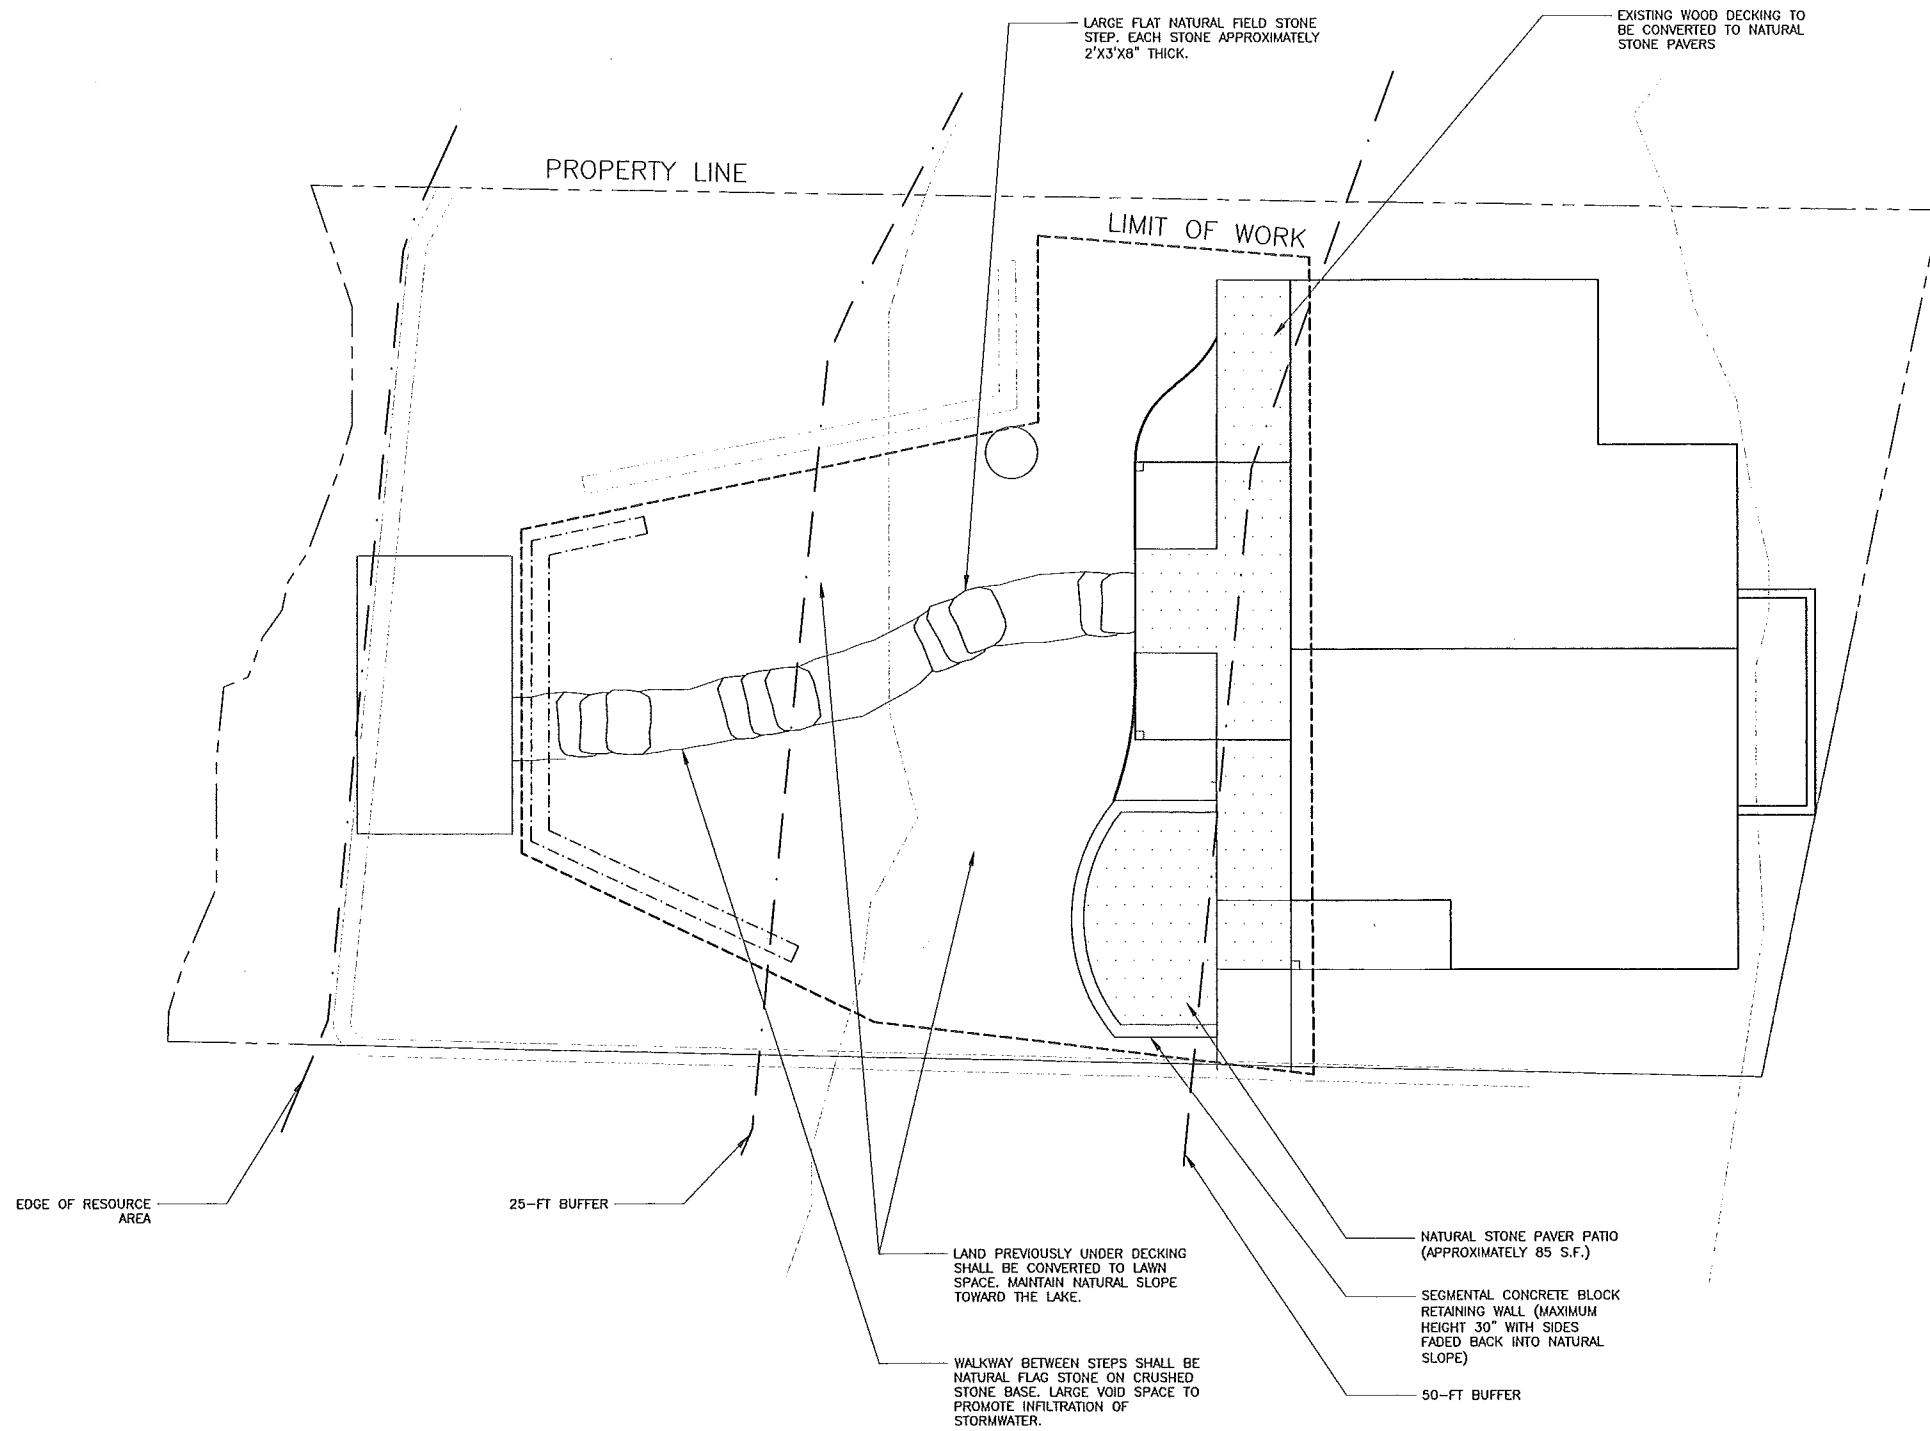 LARGE FLAT NATURAL FIELD STONE
STEP. EACH STONE APPROXIMATELY
2'X3'X8" THICK.
EXISTING WOOD DECKING TO
BE CONVERTED TO NATURAL
STONE PAVERS
PROPERTY LINE
LIMIT OF WORK
EDGE OF RESOURCE
AREA
25-FT BUFFER
LAND PREVIOUSLY UNDER DECKING
SHALL BE CONVERTED TO LAWN
SPACE. MAINTAIN NATURAL SLOPE
TOWARD THE LAKE.
WALKWAY BETWEEN STEPS SHALL BE
NATURAL FLAG STONE ON CRUSHED
STONE BASE. LARGE VOID SPACE TO
PROMOTE INFILTRATION OF
STORMWATER.
NATURAL STONE PAVER PATIO
(APPROXIMATELY 85 S.F.)
SEGMENTAL CONCRETE BLOCK
RETAINING WALL (MAXIMUM
HEIGHT 30" WITH SIDES
FADED BACK INTO NATURAL
SLOPE)
50-FT BUFFER